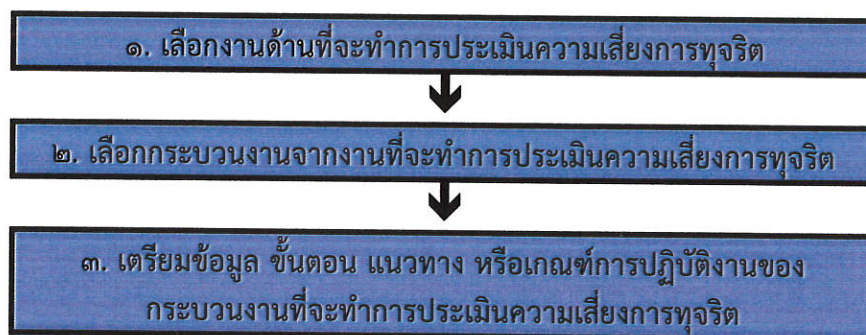 ๑. เลือกงานด้านที่จะทำการประเมินความเสี่ยงการทุจริต
๒. เลือกกระบวนงานจากงานที่จะทำการประเมินความเสี่ยงการทุจริต
๓. เตรียมข้อมูล ขั้นตอน แนวทาง หรือเกณฑ์การปฏิบัติงานของ
กระบวนงานที่จะทำการประเมินความเสี่ยงการทุจริต